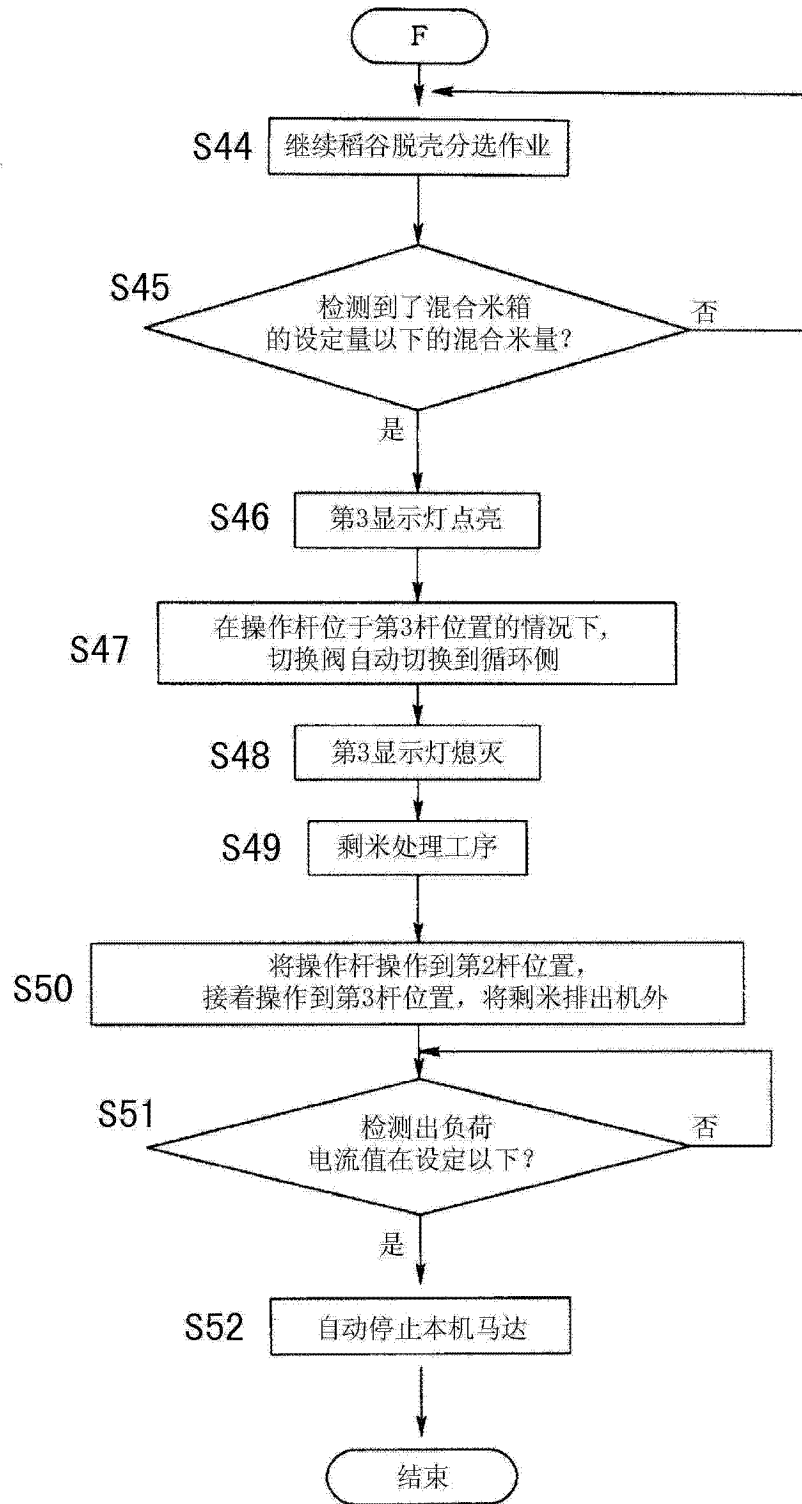 F
S44
继续稻谷脱壳分选作业
S45
检测到了混合米箱
的设定量以下的混合米量?
否
是
S46
第3显示灯点亮
S47
在操作杆位于第3杆位置的情况下,
切换阀自动切换到循环侧
S48
第3显示灯熄灭
S49
剩米处理工序
S50
将操作杆操作到第2杆位置,
接着操作到第3杆位置, 将剩米排出机外
S51
检测出负荷
电流值在设定以下?
否
是
S52
自动停止本机马达
结束